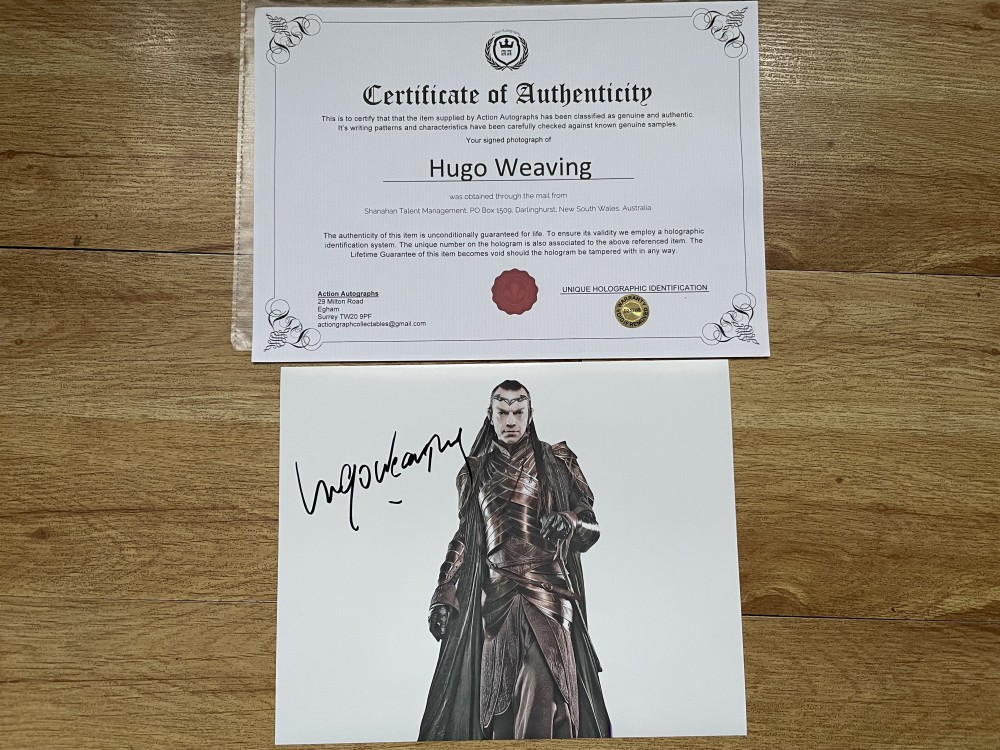 Action Autographs
Certificate of Authenticity
This is to certify that that the item supplied by Action Autographs has been classified as genuine and authentic.
It's writing patterns and characteristics have been carefully checked against known genuine samples.
Your signed photograph of
Hugo Weaving
was obtained through the mail from
Shanahan Talent Management, PO Box 1509, Darlinghurst, New South Wales, Australia
The authenticity of this item is unconditionally guaranteed for life. To ensure its validity we employ a holographic
identification system. The unique number on the hologram is also associated to the above referenced item. The
Lifetime Guarantee of this item becomes void should the hologram be tampered with in any way.
Action Autographs
29 Milton Road
Egham
Surrey TW20 9PF
actiongraphcollectables@gmail.com
UNIQUE HOLOGRAPHIC IDENTIFICATION
Hugo Weaving